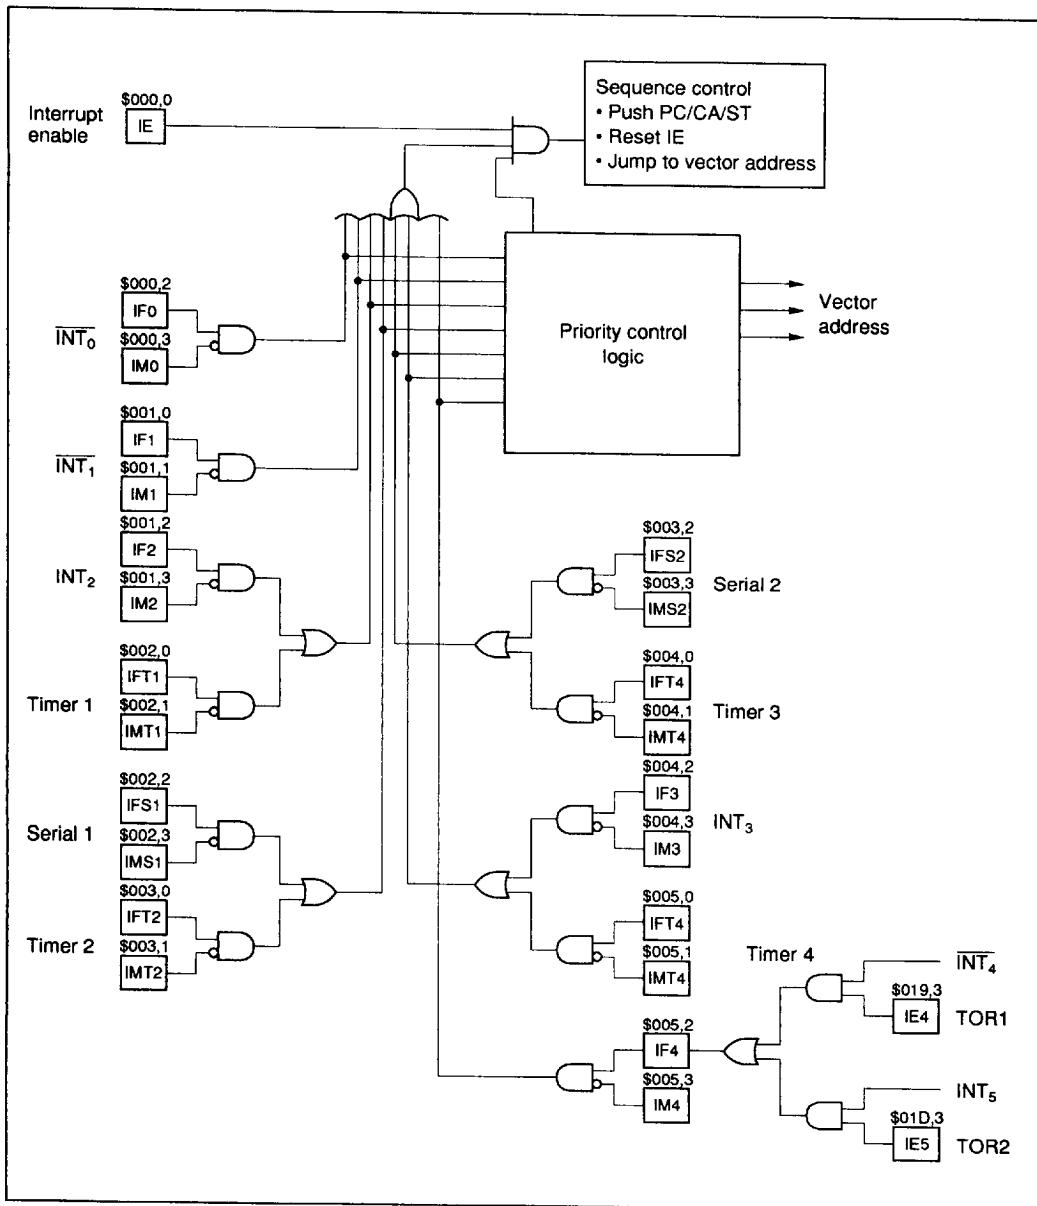 Interrupt
enable
$000,0
IE
Sequence control
• Push PC/CA/ST
• Reset IE
• Jump to vector address
Priority control
logic
Vector
address
$000,2
IF0
$000,3
IM0
INT0
$001,0
IF1
$001,1
IM1
INT1
$001,2
IF2
$001,3
IM2
INT2
$002,0
IFT1
$002,1
IMT1
Timer 1
$002,2
IFS1
$002,3
IMS1
Serial 1
$003,0
IFT2
$003,1
IMT2
Timer 2
$003,2
IFS2
$003,3
IMS2
Serial 2
$004,0
IFT4
$004,1
IMT4
Timer 3
$004,2
IF3
$004,3
IM3
INT3
$005,0
IFT4
$005,1
IMT4
Timer 4
$005,2
IF4
$005,3
IM4
INT4
$019,3
IE4
TOR1
INT5
$01D,3
IE5
TOR2